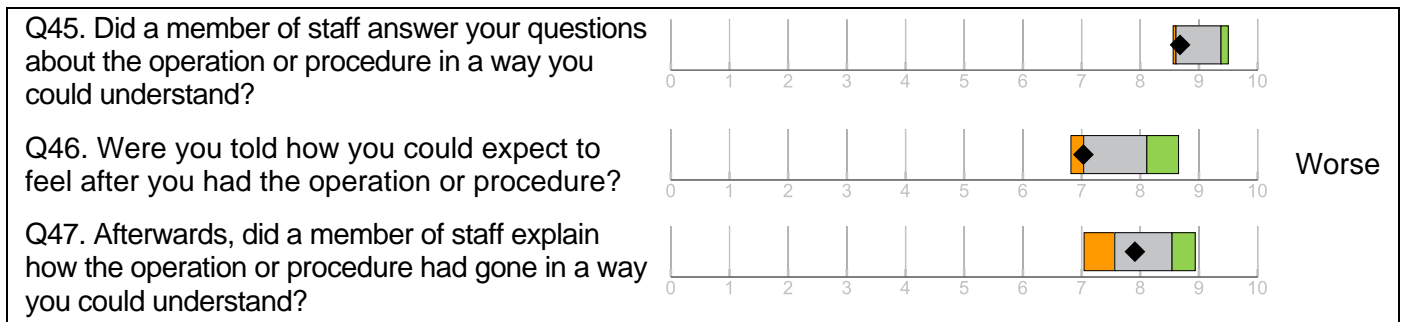 Q45. Did a member of staff answer your questions
about the operation or procedure in a way you
could understand?
0 1 2 3 4 5 6 7 8 9 10
Q46. Were you told how you could expect to
feel after you had the operation or procedure?
0 1 2 3 4 5 6 7 8 9 10
Worse
Q47. Afterwards, did a member of staff explain
how the operation or procedure had gone in a way
you could understand?
0 1 2 3 4 5 6 7 8 9 10